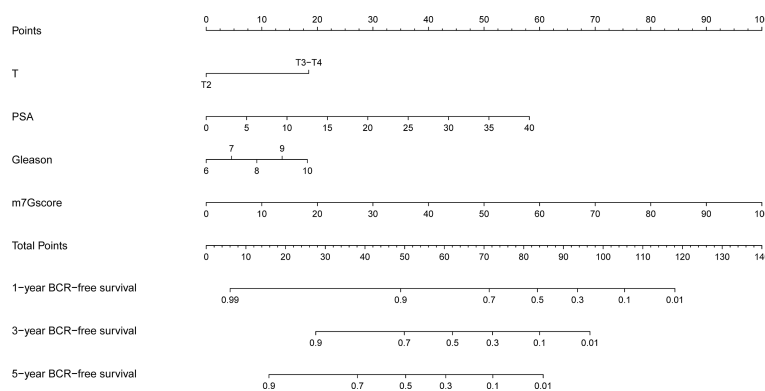 Points 0 10 20 30 40 50 60 70 80 90 10
T T2 T3−T4
PSA 0 5 10 15 20 25 30 35 40
Gleason 6 7 8 9 10
m7Gscore 0 10 20 30 40 50 60 70 80 90 10
Total Points 0 10 20 30 40 50 60 70 80 90 100 110 120 130 14
1−year BCR−free survival 0.99 0.9 0.7 0.5 0.3 0.1 0.01
3−year BCR−free survival 0.9 0.7 0.5 0.3 0.1 0.01
5−year BCR−free survival 0.9 0.7 0.5 0.3 0.1 0.01